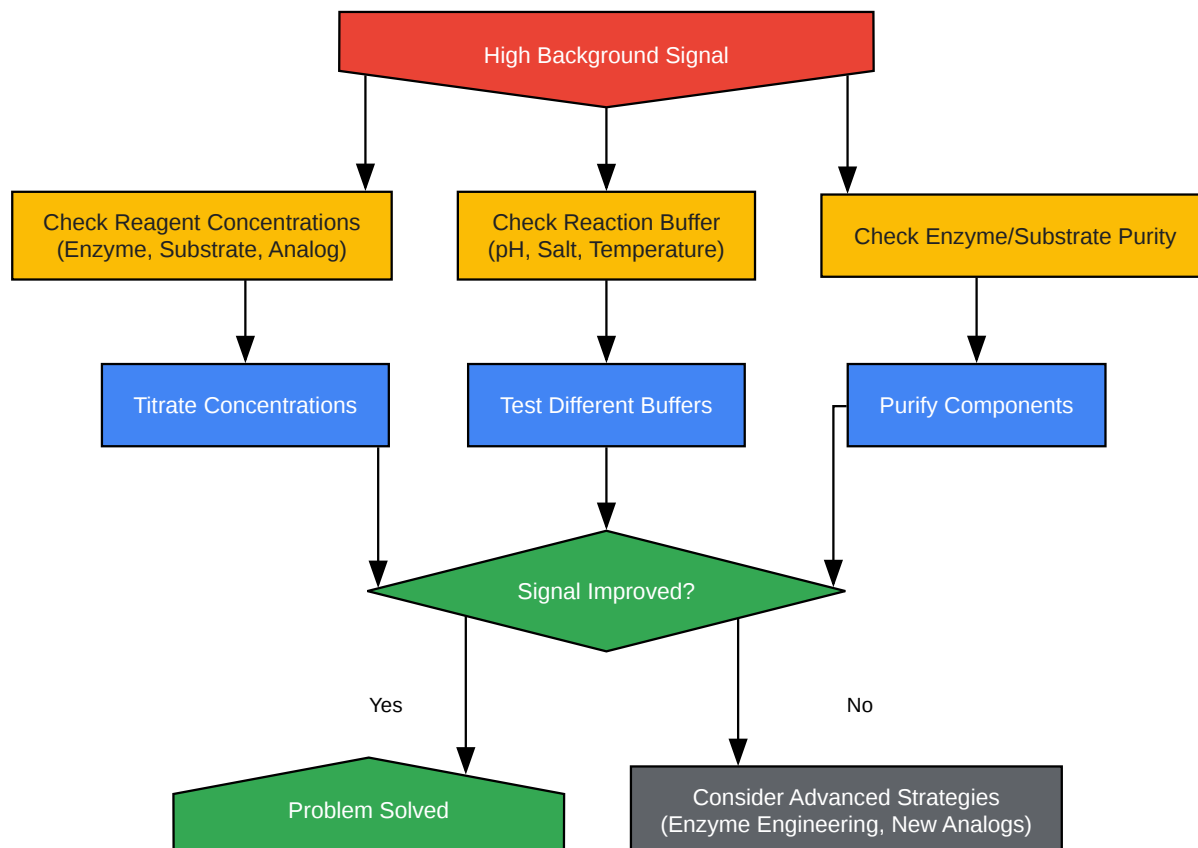 High Background Signal
Check Reagent Concentrations
(Enzyme, Substrate, Analog)
Check Reaction Buffer
(pH, Salt, Temperature)
Check Enzyme/Substrate Purity
Titrate Concentrations
Test Different Buffers
Purify Components
Signal Improved?
Yes
No
Problem Solved
Consider Advanced Strategies
(Enzyme Engineering, New Analogs)